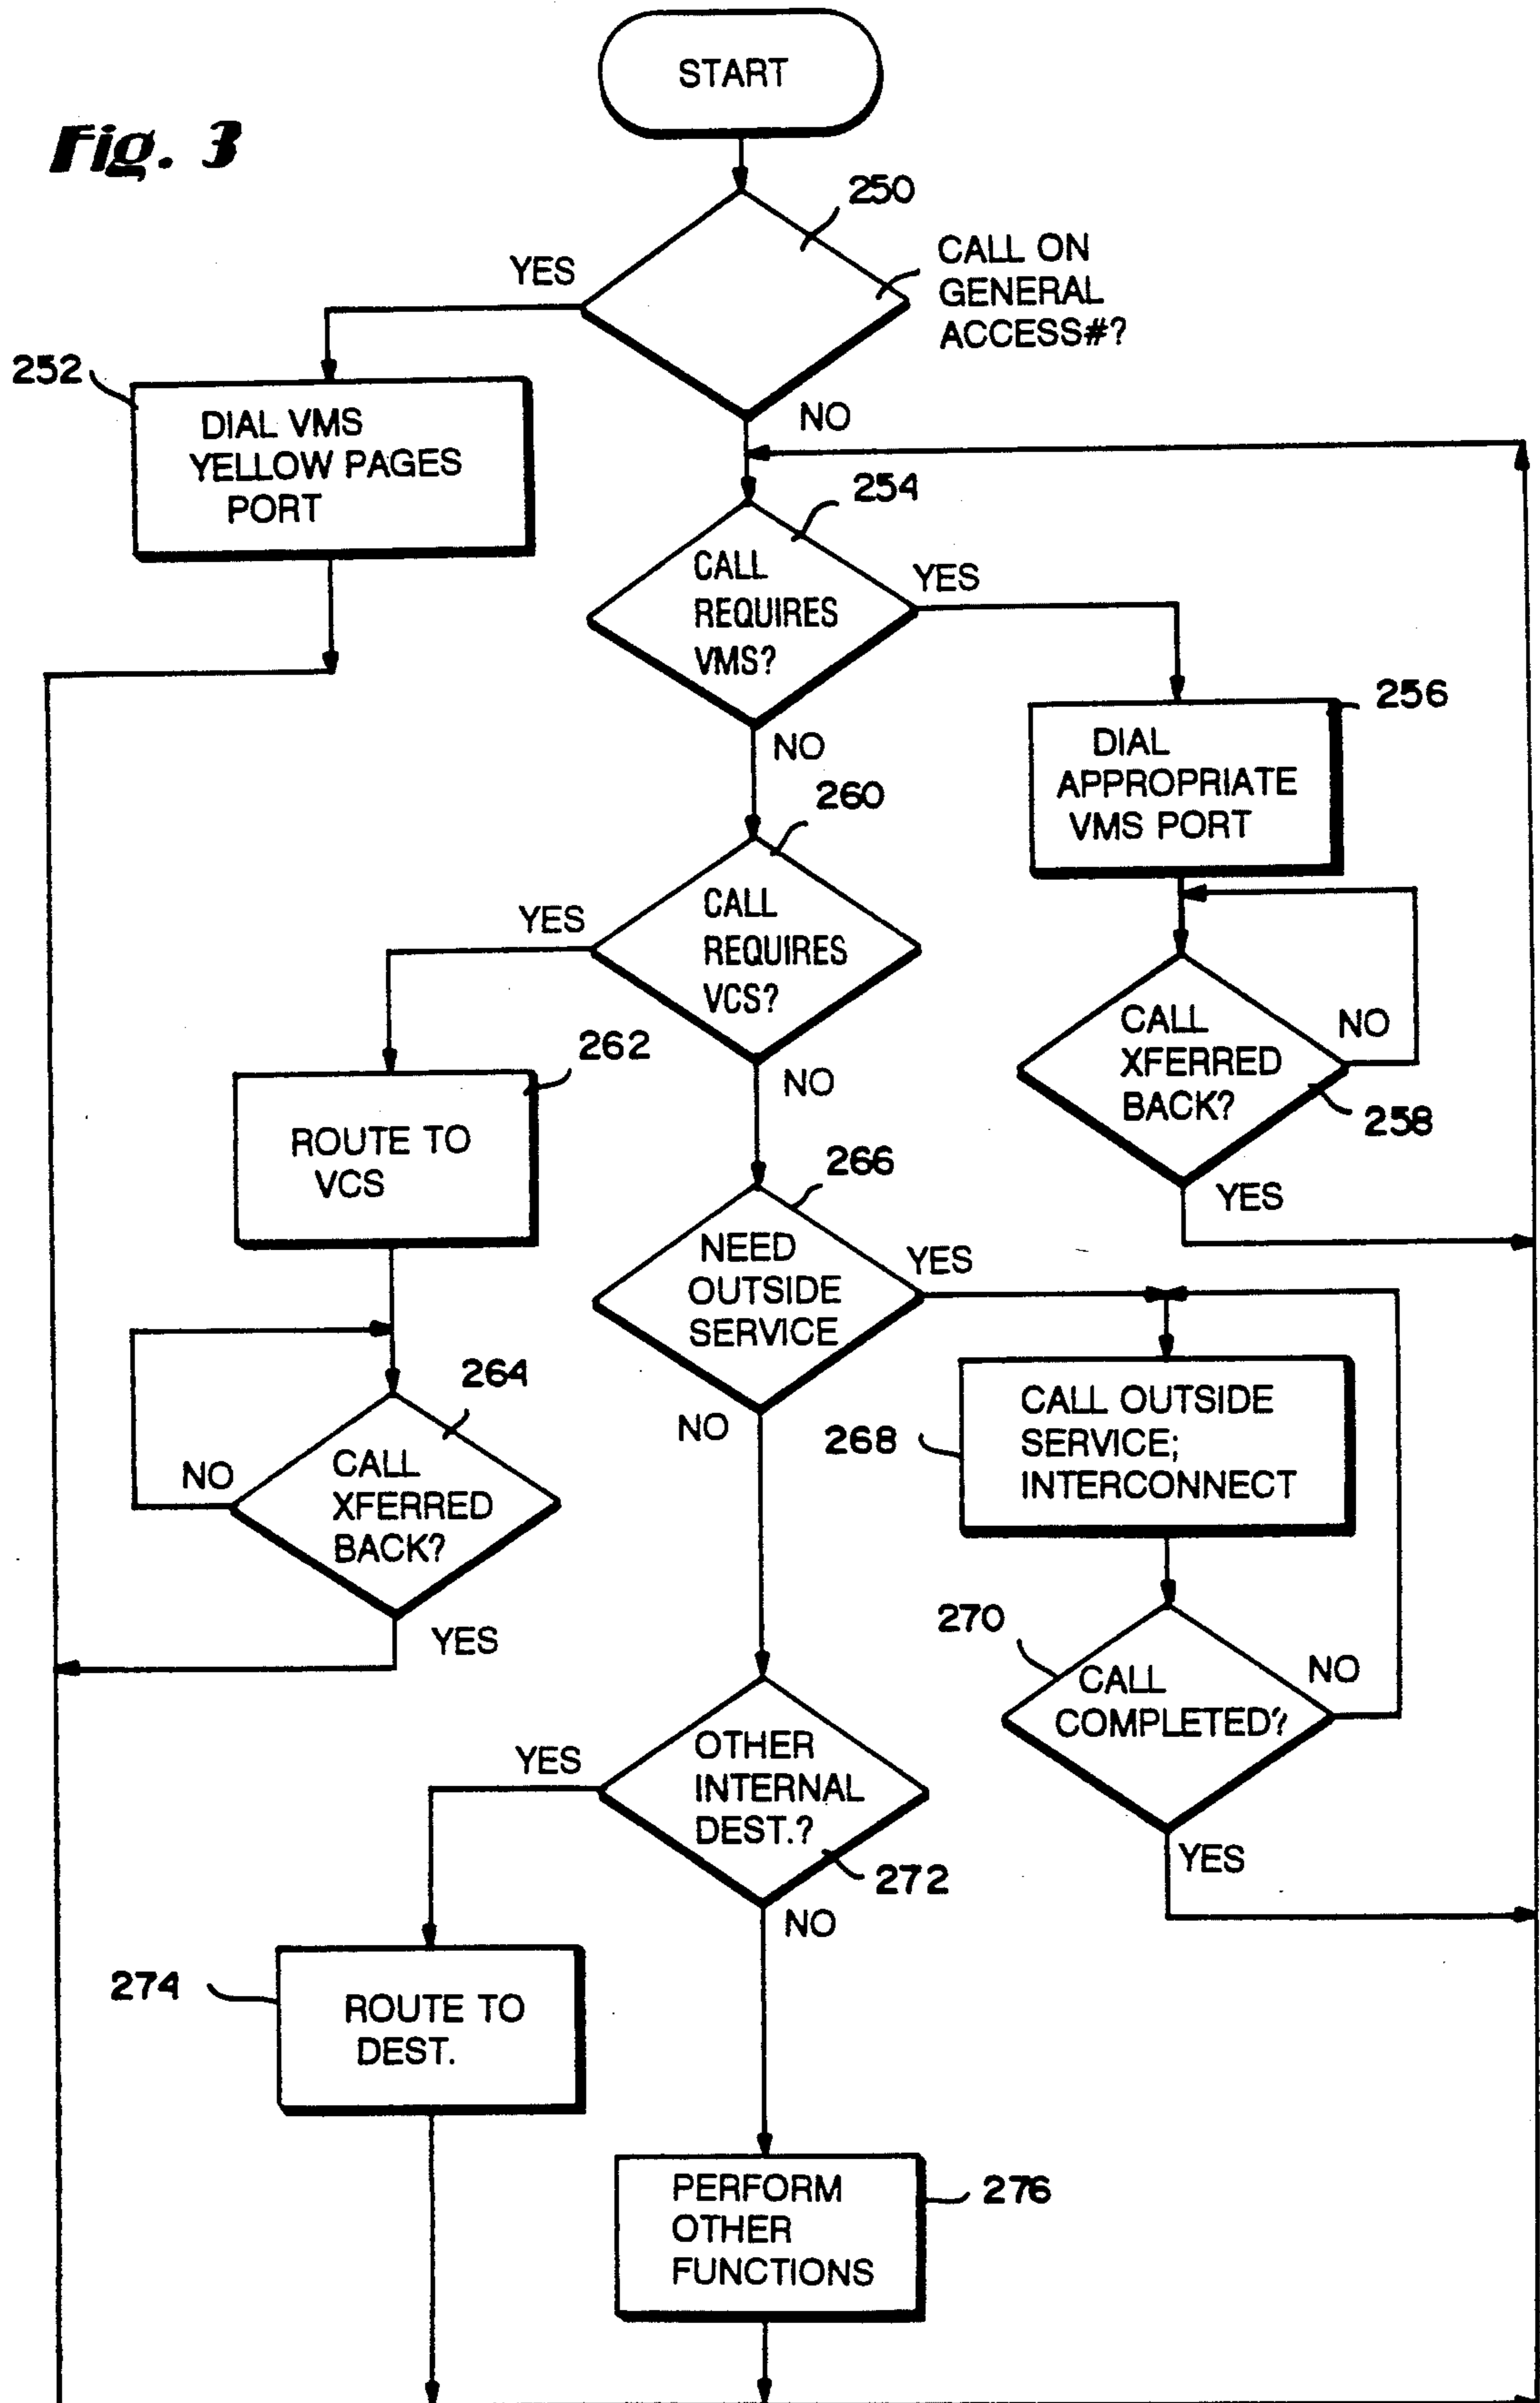 START
Fig. 3
250
CALL ON
GENERAL
ACCESS#?
YES
NO
252
DIAL VMS
YELLOW PAGES
PORT
254
CALL
REQUIRES
VMS?
YES
NO
256
DIAL
APPROPRIATE
VMS PORT
260
CALL
REQUIRES
VCS?
YES
NO
CALL
XFERRED
BACK?
NO
258
YES
262
ROUTE TO
VCS
266
NEED
OUTSIDE
SERVICE
YES
NO
264
CALL
XFERRED
BACK?
NO
YES
268
CALL OUTSIDE
SERVICE;
INTERCONNECT
270
CALL
COMPLETED?
NO
YES
OTHER
INTERNAL
DEST.?
YES
272
NO
274
ROUTE TO
DEST.
276
PERFORM
OTHER
FUNCTIONS